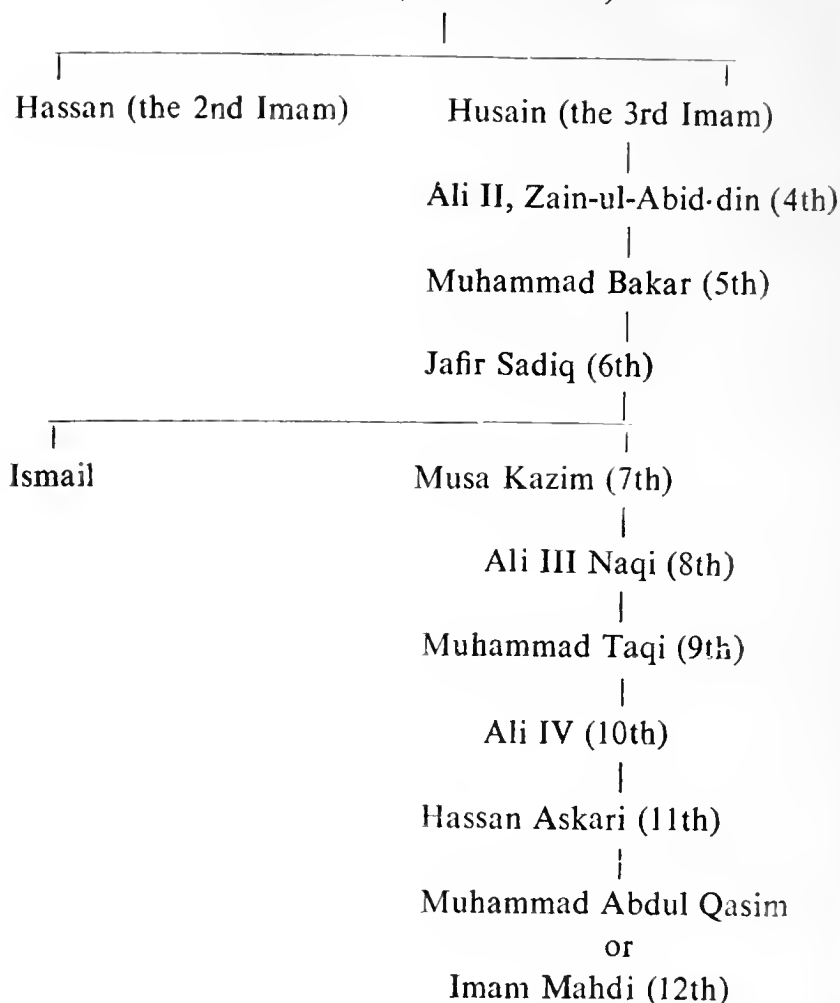 Hassan (the 2nd Imam) Husain (the 3rd Imam)
Ali II, Zain-ul-Abid·din (4th)
Muhammad Bakar (5th)
Jafir Sadiq (6th)
Ismail Musa Kazim (7th)
Ali III Naqi (8th)
Muhammad Taqi (9th)
Ali IV (10th)
Hassan Askari (11th)
Muhammad Abdul Qasim
or
Imam Mahdi (12th)